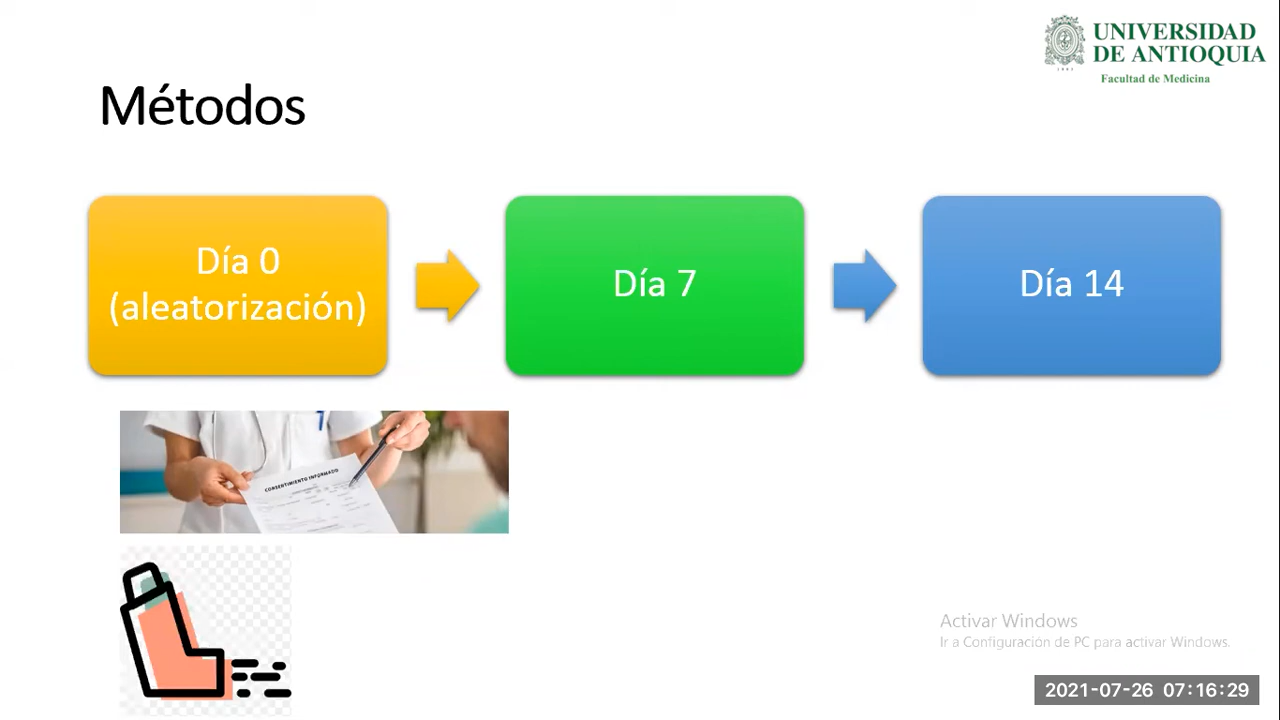 UNIVERSIDAD
DE ANTIOQUIA
1803
Facultad de Medicina
Métodos
Día 0
(aleatorización)
Día 7
Día 14
CONSENTIMIENTO INFORMADO
Activar Windows
Ir a Configuración de PC para activar Windows.
2021-07-26 07:16:29